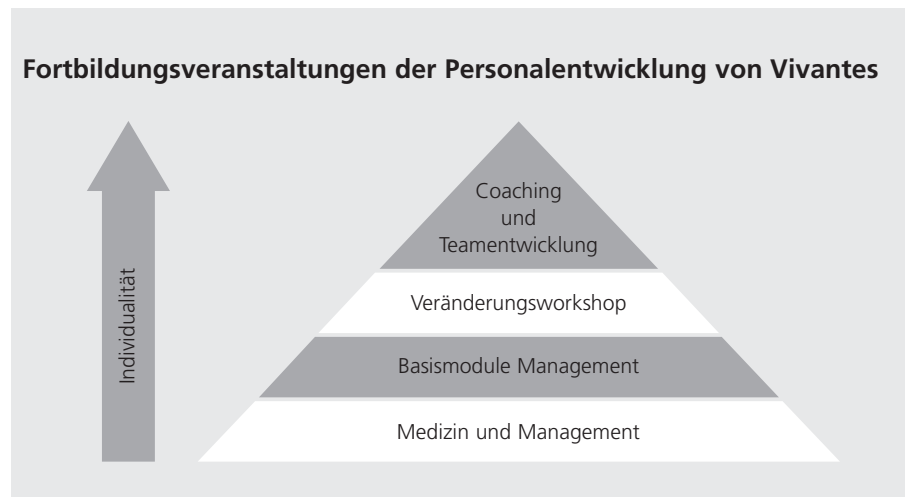 Fortbildungsveranstaltungen der Personalentwicklung von Vivantes
Individualität
Coaching
und
Teamentwicklung
Veränderungsworkshop
Basismodule Management
Medizin und Management